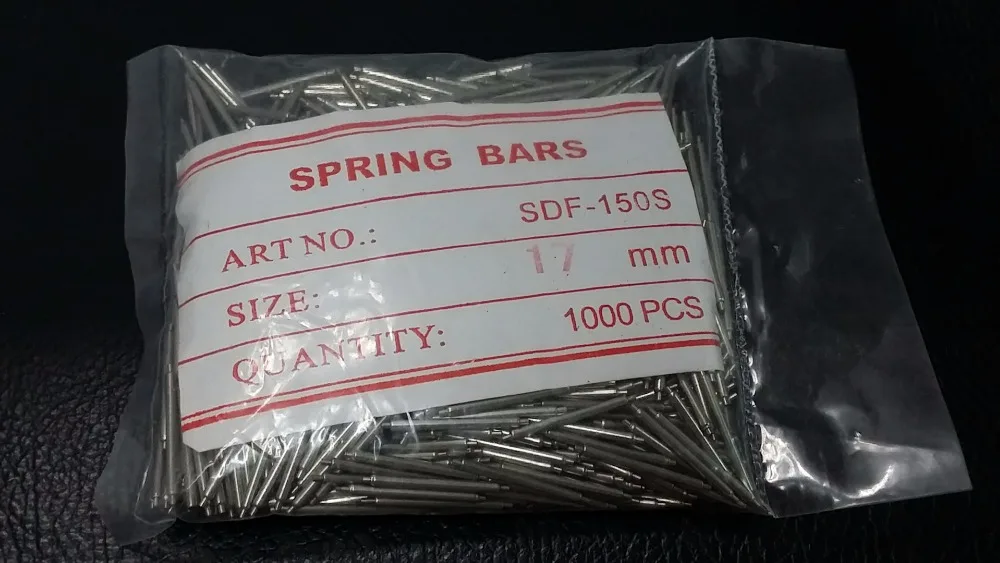 SPRING BARS
ART NO.: SDF-150S
SIZE: 17 mm
QUANTITY: 1000 PCS